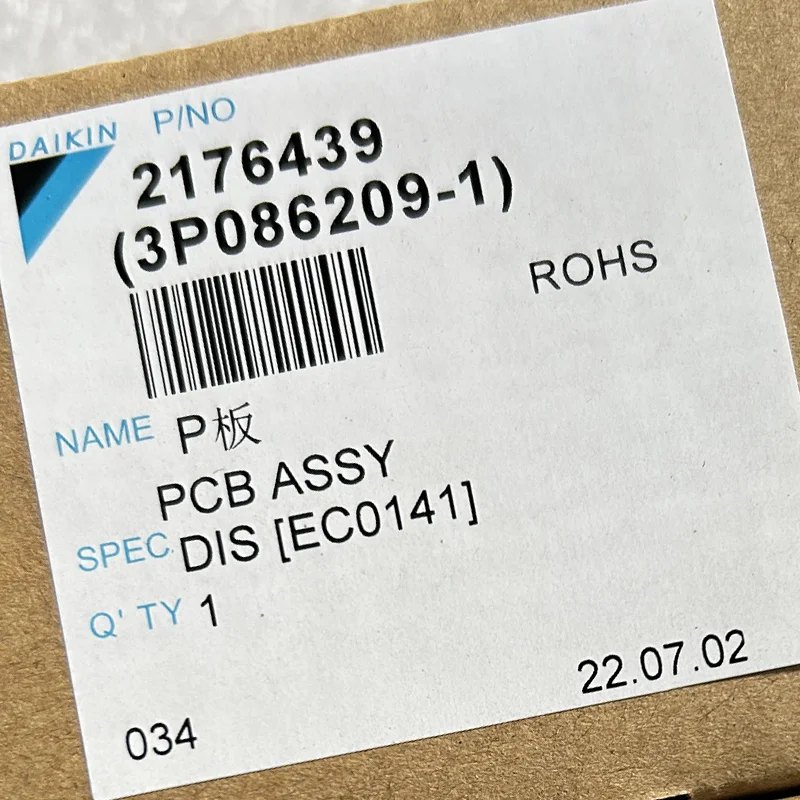 DAIKIN P/NO
2176439
(3P086209-1)
ROHS
NAME P板
PCB ASSY
SPEC. DIS [EC0141]
Q'TY 1
22.07.02
034